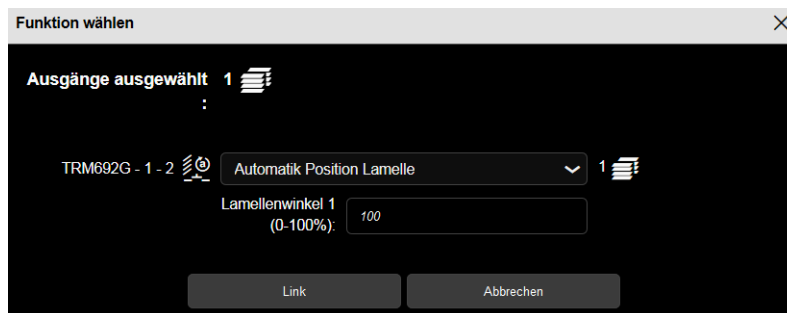 Funktion wählen
Ausgänge ausgewählt 1
:
TRM692G - 1 - 2 (a) Automatik Position Lamelle 1
Lamellenwinkel 1
(0-100%): 100
Link Abbrechen